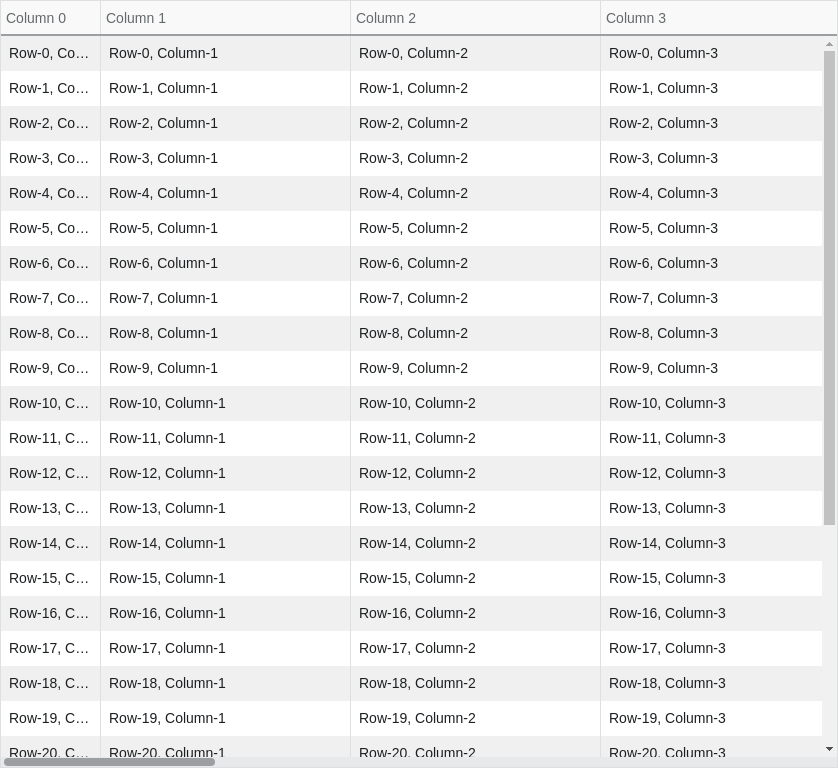 Column 0 Column 1 Column 2 Column 3
Row-0, Co… Row-0, Column-1 Row-0, Column-2 Row-0, Column-3
Row-1, Co… Row-1, Column-1 Row-1, Column-2 Row-1, Column-3
Row-2, Co… Row-2, Column-1 Row-2, Column-2 Row-2, Column-3
Row-3, Co… Row-3, Column-1 Row-3, Column-2 Row-3, Column-3
Row-4, Co… Row-4, Column-1 Row-4, Column-2 Row-4, Column-3
Row-5, Co… Row-5, Column-1 Row-5, Column-2 Row-5, Column-3
Row-6, Co… Row-6, Column-1 Row-6, Column-2 Row-6, Column-3
Row-7, Co… Row-7, Column-1 Row-7, Column-2 Row-7, Column-3
Row-8, Co… Row-8, Column-1 Row-8, Column-2 Row-8, Column-3
Row-9, Co… Row-9, Column-1 Row-9, Column-2 Row-9, Column-3
Row-10, C… Row-10, Column-1 Row-10, Column-2 Row-10, Column-3
Row-11, C… Row-11, Column-1 Row-11, Column-2 Row-11, Column-3
Row-12, C… Row-12, Column-1 Row-12, Column-2 Row-12, Column-3
Row-13, C… Row-13, Column-1 Row-13, Column-2 Row-13, Column-3
Row-14, C… Row-14, Column-1 Row-14, Column-2 Row-14, Column-3
Row-15, C… Row-15, Column-1 Row-15, Column-2 Row-15, Column-3
Row-16, C… Row-16, Column-1 Row-16, Column-2 Row-16, Column-3
Row-17, C… Row-17, Column-1 Row-17, Column-2 Row-17, Column-3
Row-18, C… Row-18, Column-1 Row-18, Column-2 Row-18, Column-3
Row-19, C… Row-19, Column-1 Row-19, Column-2 Row-19, Column-3
Row-20, C… Row-20, Column-1 Row-20, Column-2 Row-20, Column-3